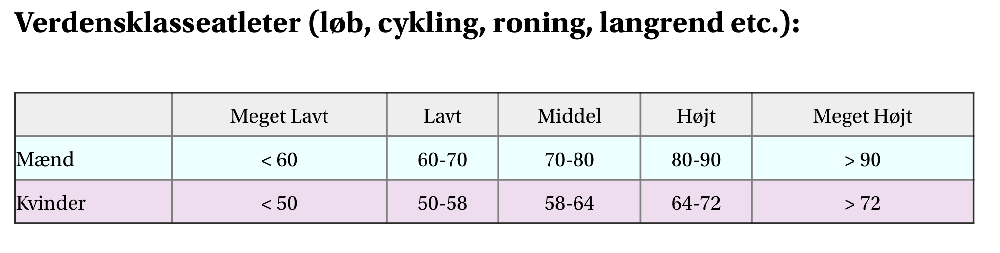 Verdensklasseatleter (løb, cykling, roning, langrend etc.):
Meget Lavt Lavt Middel Højt Meget Højt
Mænd < 60 60-70 70-80 80-90 > 90
Kvinder < 50 50-58 58-64 64-72 > 72